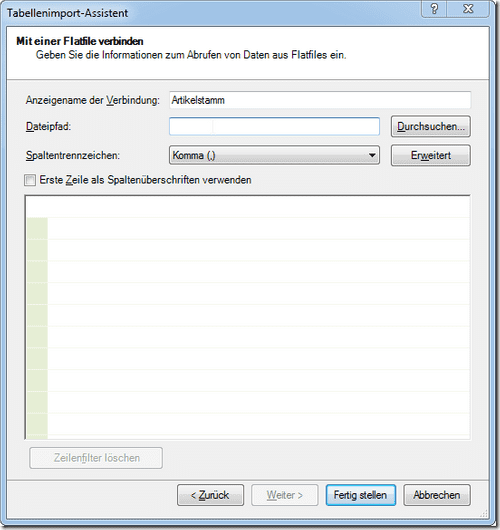 Tabellenimport-Assistent
Mit einer Flatfile verbinden
Geben Sie die Informationen zum Abrufen von Daten aus Flatfiles ein.
Anzeigename der Verbindung: Artikelstamm
Dateipfad: Durchsuchen...
Spaltentrennzeichen: Komma (,) Erweitert
Erste Zeile als Spaltenüberschriften verwenden
Zeilenfilter löschen
< Zurück Weiter > Fertig stellen Abbrechen